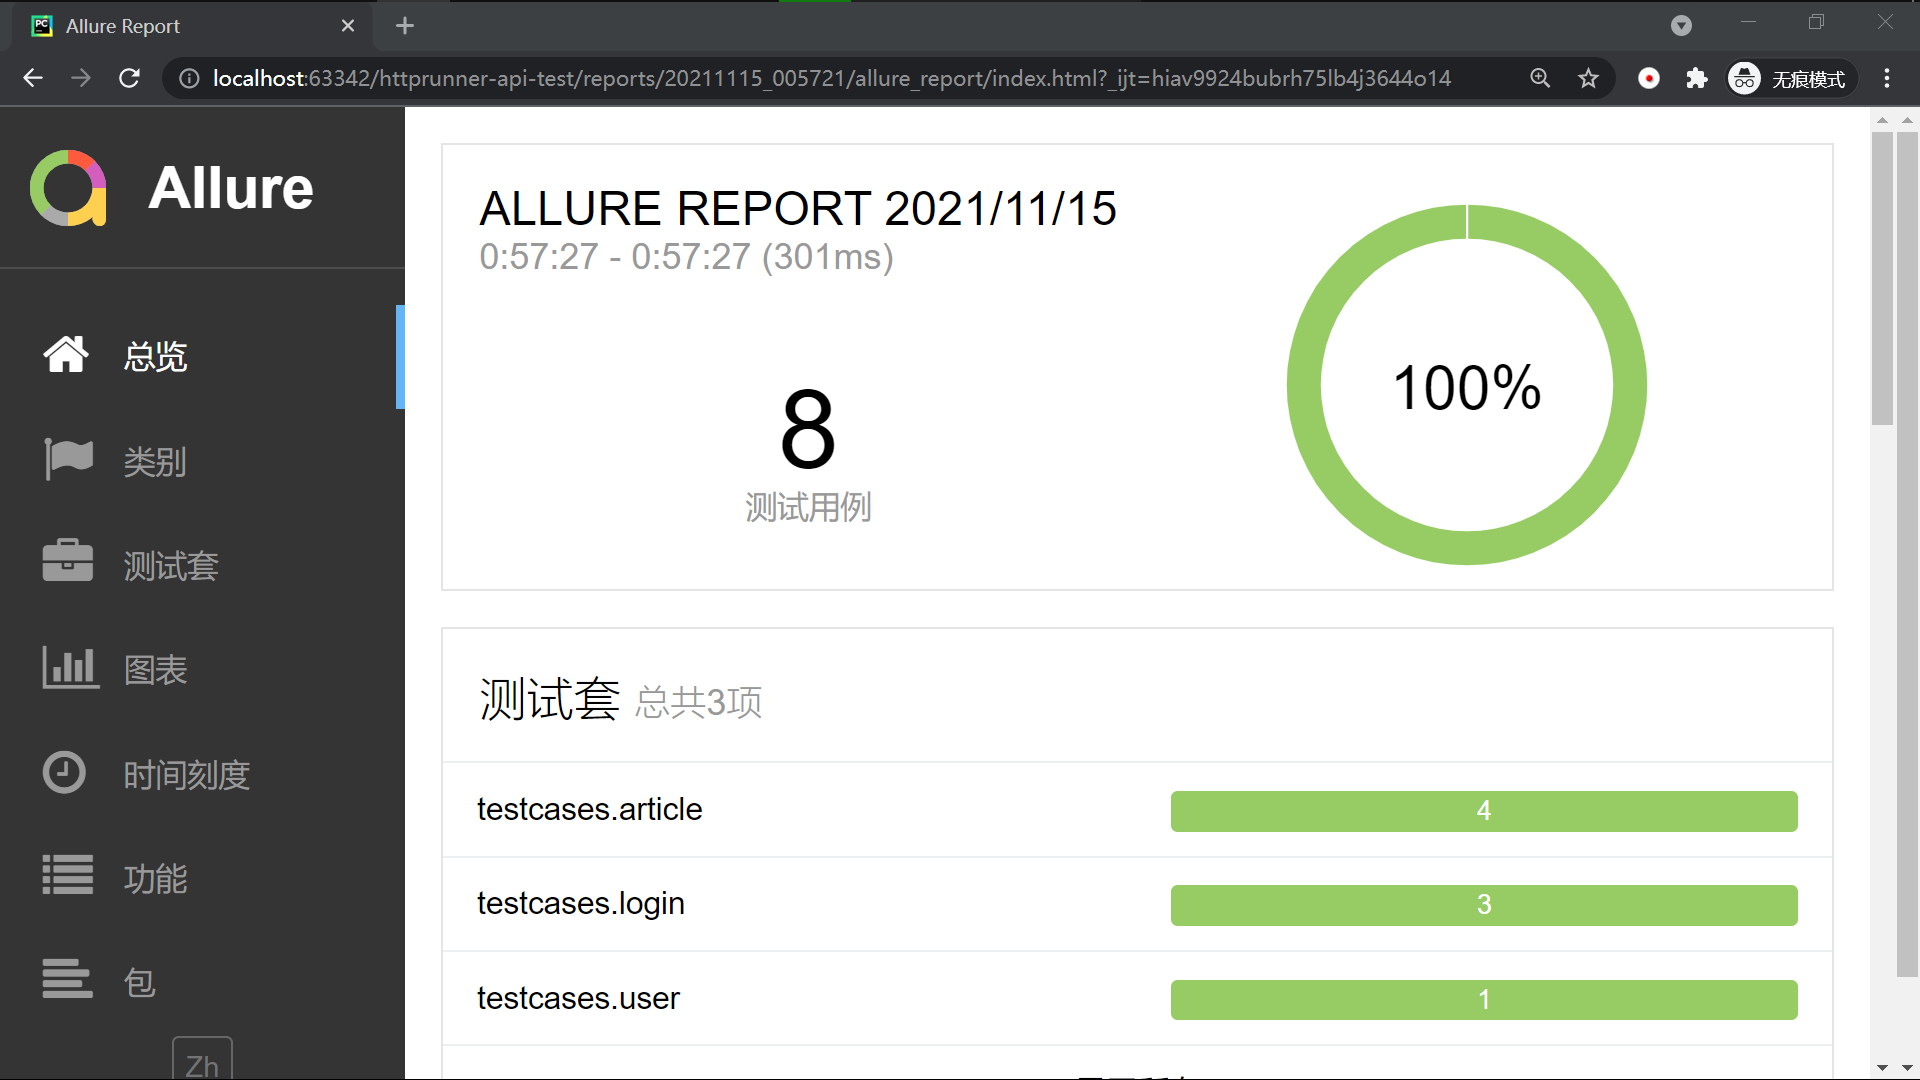 Allure Report
localhost:63342/httprunner-api-test/reports/20211115_005721/allure_report/index.html?_ijt=hiav9924bubrh75lb4j3644o14
无痕模式
Allure
总览
类别
测试套
图表
时间刻度
功能
包
Zh
ALLURE REPORT 2021/11/15
0:57:27 - 0:57:27 (301ms)
8
测试用例
100%
测试套 总共3项
testcases.article 4
testcases.login 3
testcases.user 1